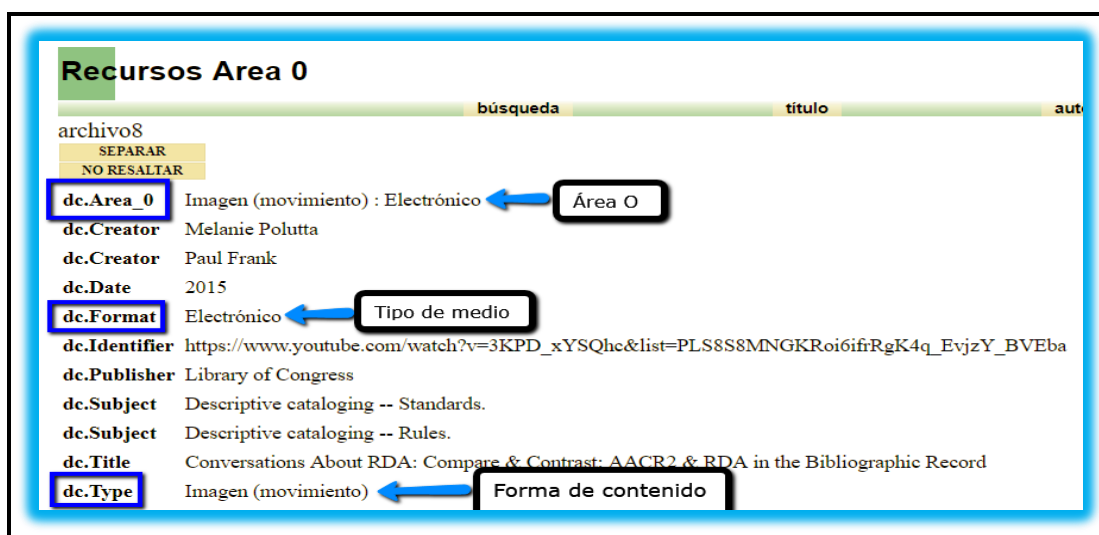 Recursos Area 0
búsqueda título
archivo8
SEPARAR
NO RESALTAR
dc.Area_0 Imagen (movimiento) : Electrónico Área O
dc.Creator Melanie Polutta
dc.Creator Paul Frank
dc.Date 2015
dc.Format Electrónico Tipo de medio
dc.Identifier https://www.youtube.com/watch?v=3KPD_xYSQhc&list=PLS8S8MNGKRoi6ifrRgK4q_EvjzY_BVEba
dc.Publisher Library of Congress
dc.Subject Descriptive cataloging -- Standards.
dc.Subject Descriptive cataloging -- Rules.
dc.Title Conversations About RDA: Compare & Contrast: AACR2 & RDA in the Bibliographic Record
dc.Type Imagen (movimiento) Forma de contenido